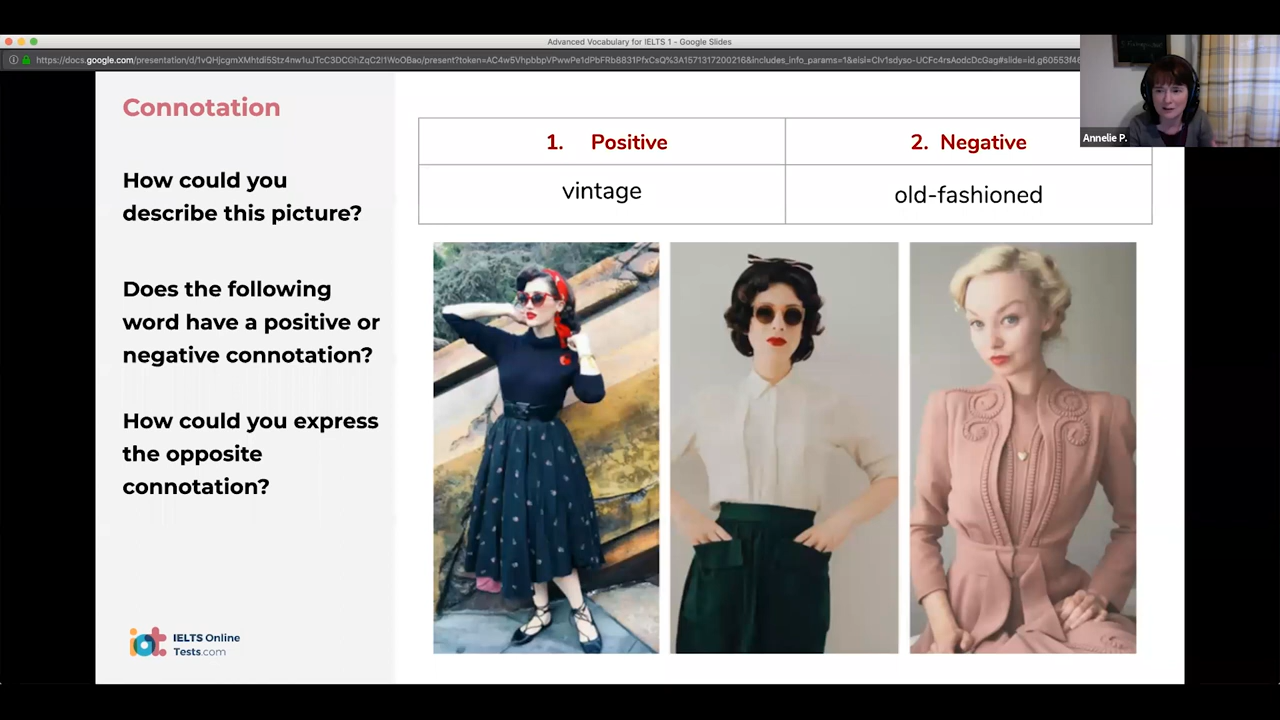 Advanced Vocabulary for IELTS 1 - Google Slides
Annelie P.
Connotation
How could you
describe this picture?
Does the following
word have a positive or
negative connotation?
How could you express
the opposite
connotation?
1. Positive
2. Negative
vintage
old-fashioned
iot
IELTS Online
Tests.com